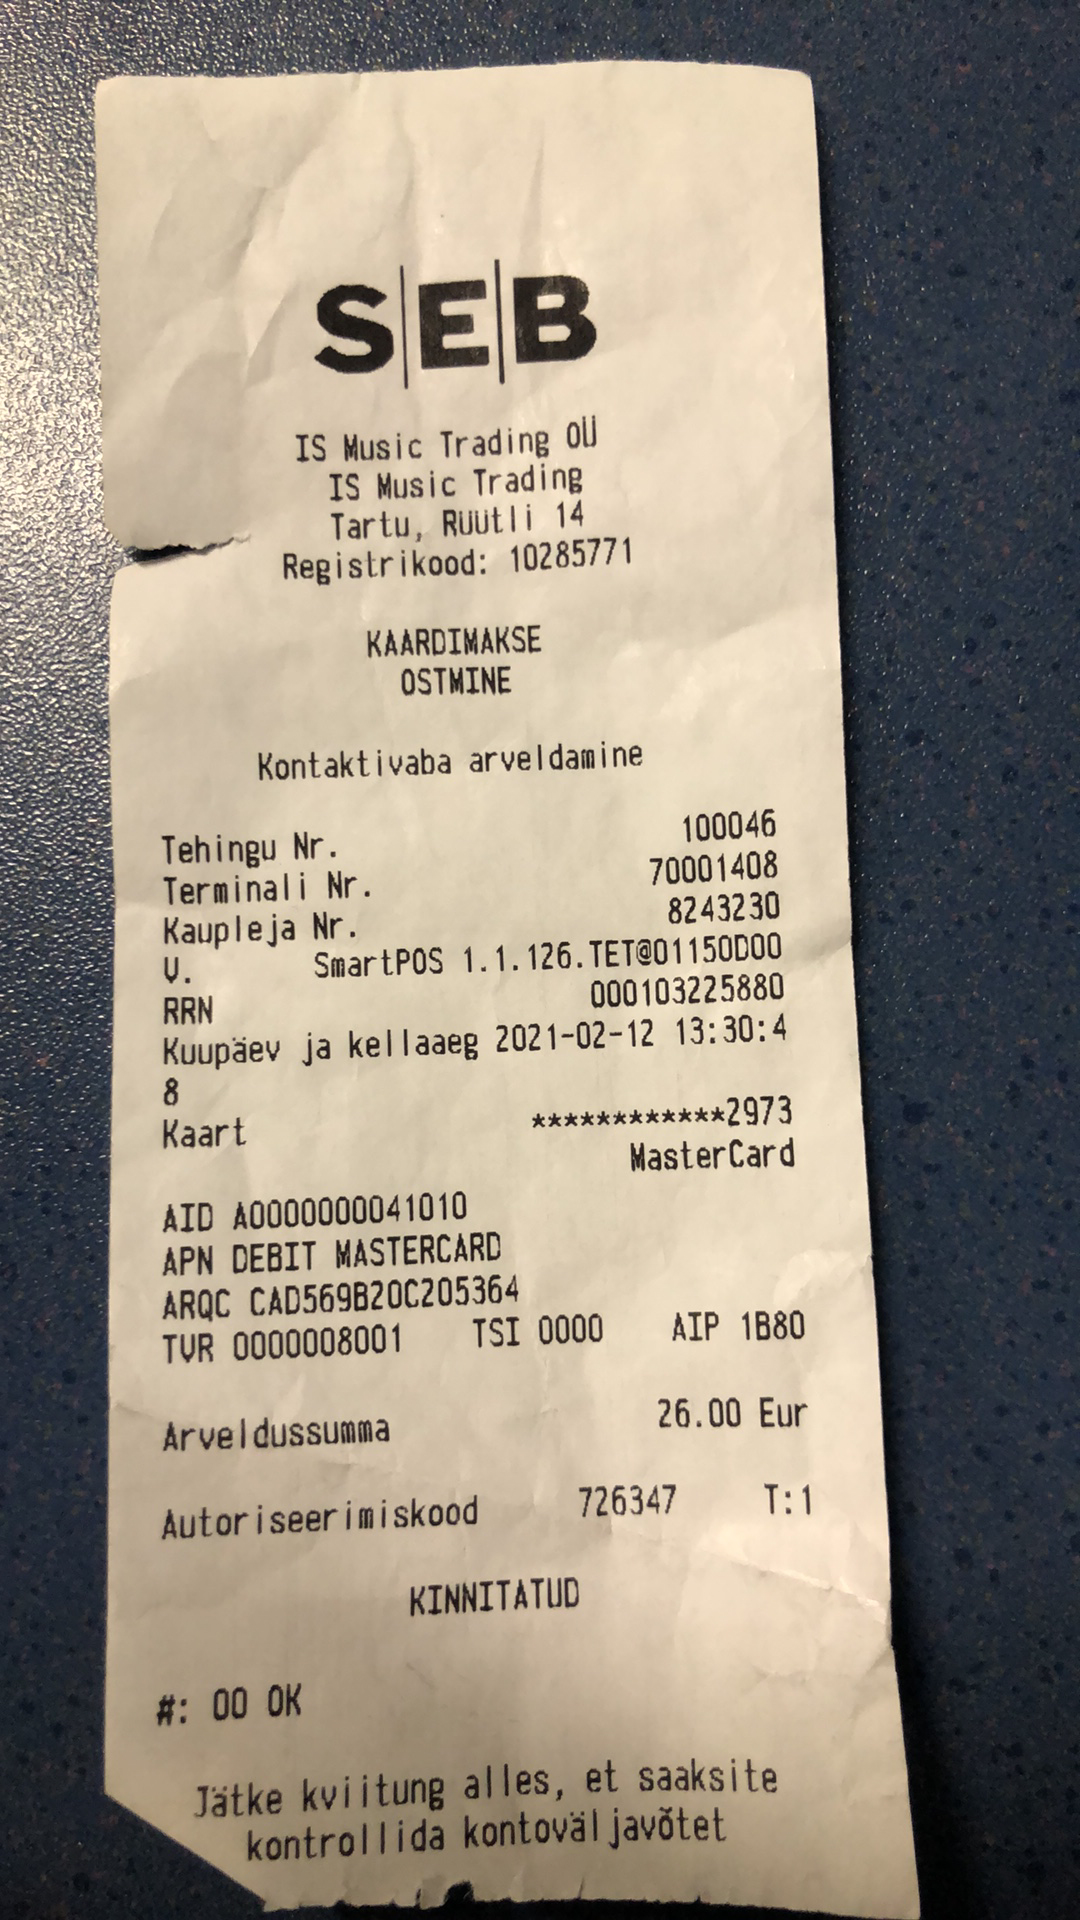 S|E|B
IS Music Trading OÜ
IS Music Trading
Tartu, Rüütli 14
Registrikood: 10285771
KAARDIMAKSE
OSTMINE
Kontaktivaba arveldamine
Tehingu Nr. 100046
Terminali Nr. 70001408
Kaupleja Nr. 8243230
V. SmartPOS 1.1.126.TET@01150D00
RRN 000103225880
Kuupäev ja kellaaeg 2021-02-12 13:30:4
8
Kaart ************2973
MasterCard
AID A0000000041010
APN DEBIT MASTERCARD
ARQC CAD569B20C205364
TVR 0000008001 TSI 0000 AIP 1B80
Arveldussumma 26.00 Eur
Autoriseerimiskood 726347 T:1
KINNITATUD
#: 00 OK
Jätke kviitung alles, et saaksite
kontrollida kontoväljavõtet